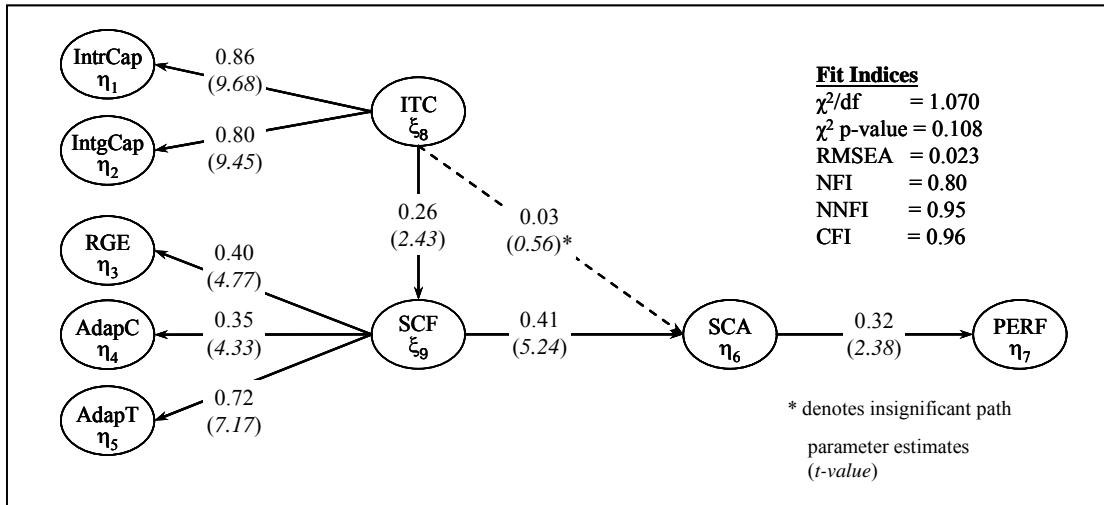 IntrCap
η1
0.86
(9.68)
IntgCap
η2
0.80
(9.45)
ITC
ξ8
Fit Indices
χ²/df = 1.070
χ² p-value = 0.108
RMSEA = 0.023
NFI = 0.80
NNFI = 0.95
CFI = 0.96
0.26
(2.43)
0.03
(0.56)*
RGE
η3
0.40
(4.77)
AdapC
η4
0.35
(4.33)
AdapT
η5
0.72
(7.17)
SCF
ξ9
0.41
(5.24)
SCA
η6
0.32
(2.38)
PERF
η7
* denotes insignificant path
parameter estimates
(t-value)